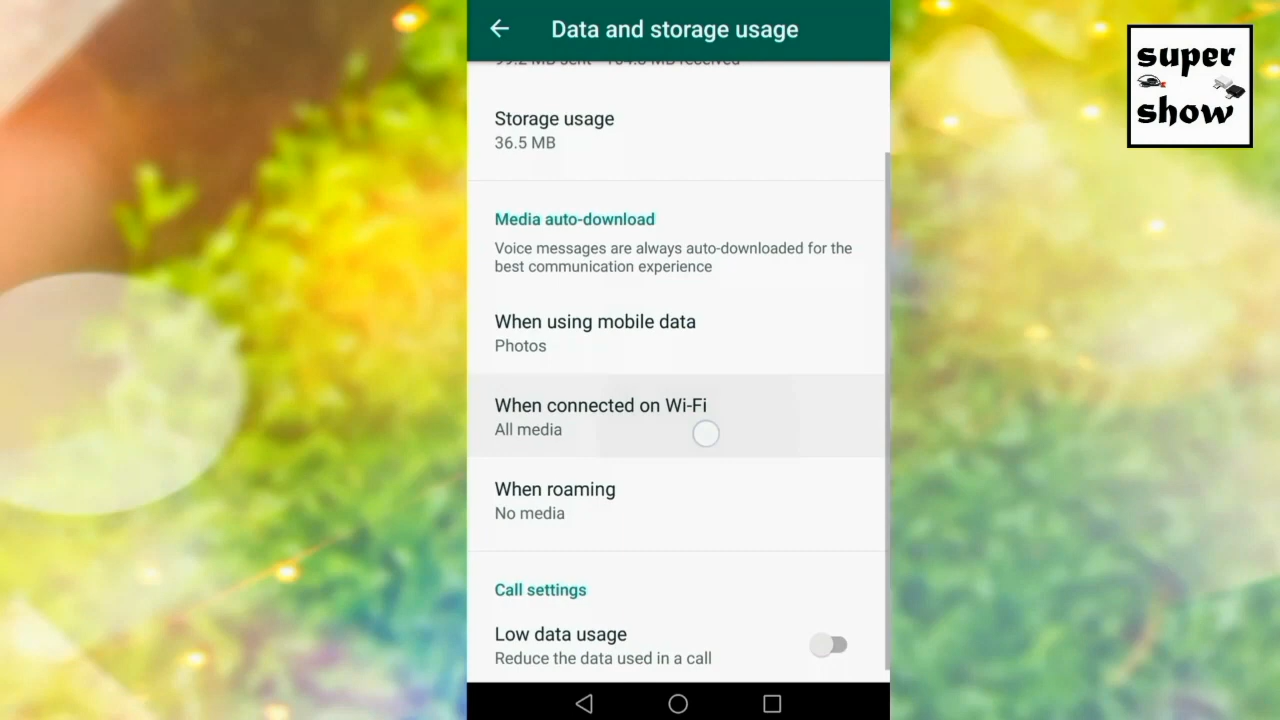 Data and storage usage
super
show
Storage usage
36.5 MB
Media auto-download
Voice messages are always auto-downloaded for the
best communication experience
When using mobile data
Photos
When connected on Wi-Fi
All media
When roaming
No media
Call settings
Low data usage
Reduce the data used in a call